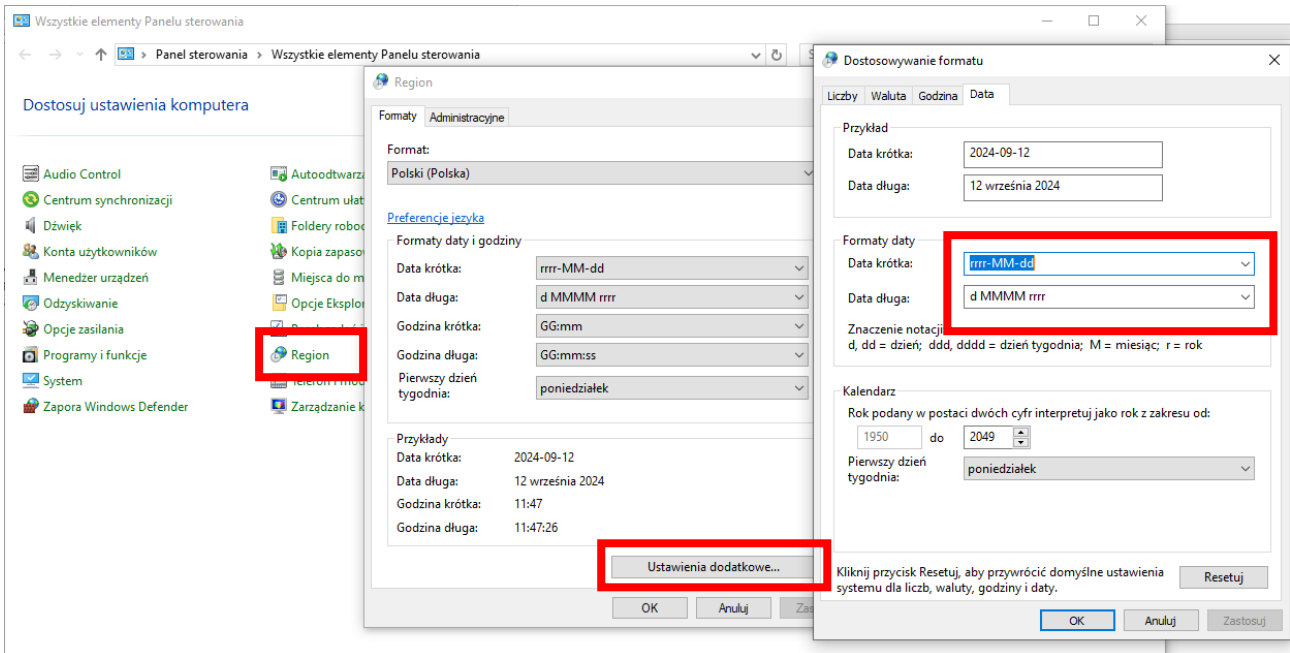 Wszystkie elementy Panelu sterowania
Panel sterowania > Wszystkie elementy Panelu sterowania
Dostosuj ustawienia komputera
Audio Control
Centrum synchronizacji
Dźwięk
Konta użytkowników
Menedżer urządzeń
Odzyskiwanie
Opcje zasilania
Programy i funkcje
System
Zapora Windows Defender
Autoodtwarza
Centrum ułat
Foldery roboc
Kopia zapaso
Miejsca do m
Opcje Eksplor
Region
Telefon i mod
Zarządzanie k
Region
Formaty
Administracyjne
Format:
Polski (Polska)
Preferencje języka
Formaty daty i godziny
Data krótka: rrrr-MM-dd
Data długa: d MMMM rrrr
Godzina krótka: GG:mm
Godzina długa: GG:mm:ss
Pierwszy dzień
tygodnia: poniedziałek
Przykłady
Data krótka: 2024-09-12
Data długa: 12 września 2024
Godzina krótka: 11:47
Godzina długa: 11:47:26
Ustawienia dodatkowe...
OK Anuluj Zas
Dostosowywanie formatu
Liczby Waluta Godzina Data
Przykład
Data krótka: 2024-09-12
Data długa: 12 września 2024
Formaty daty
Data krótka: rrrr-MM-dd
Data długa: d MMMM rrrr
Znaczenie notacji
d, dd = dzień; ddd, dddd = dzień tygodnia; M = miesiąc; r = rok
Kalendarz
Rok podany w postaci dwóch cyfr interpretuj jako rok z zakresu od:
1950 do 2049
Pierwszy dzień
tygodnia: poniedziałek
Kliknij przycisk Resetuj, aby przywrócić domyślne ustawienia
systemu dla liczb, waluty, godziny i daty.
Resetuj
OK Anuluj Zastosuj